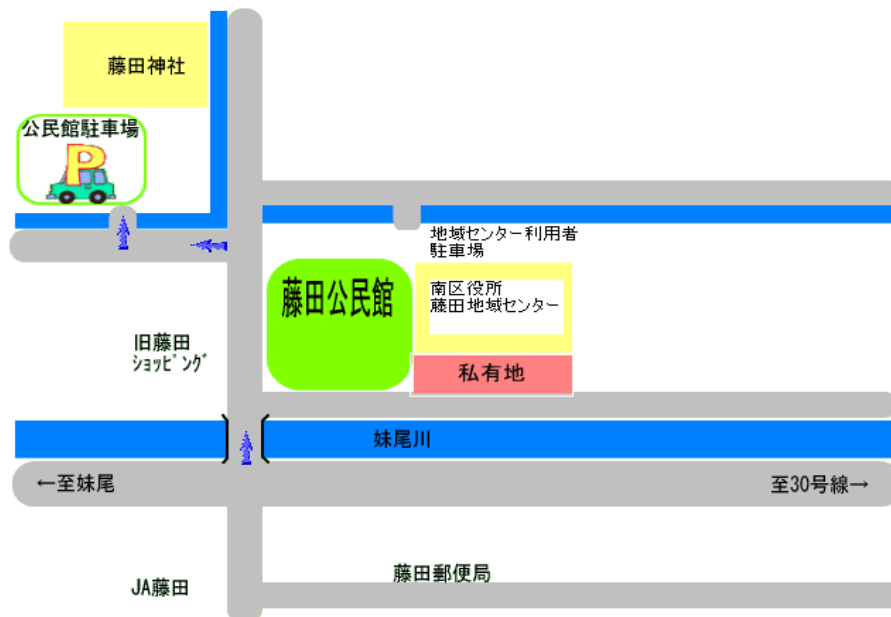 藤田神社
公民館駐車場
P
地域センター利用者
駐車場
藤田公民館
南区役所
藤田地域センター
旧藤田
ショッピング
私有地
妹尾川
←至妹尾
至30号線→
藤田郵便局
JA藤田